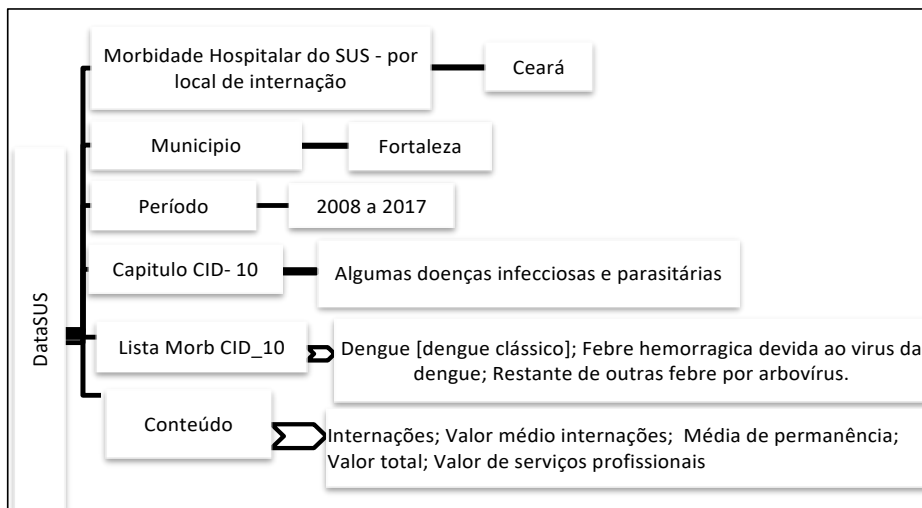 DataSUS
Morbidade Hospitalar do SUS - por
local de internação
Ceará
Municipio
Fortaleza
Período
2008 a 2017
Capitulo CID- 10
Algumas doenças infecciosas e parasitárias
Lista Morb CID_10
Dengue [dengue clássico]; Febre hemorragica devida ao virus da
dengue; Restante de outras febre por arbovírus.
Conteúdo
Internações; Valor médio internações; Média de permanência;
Valor total; Valor de serviços profissionais